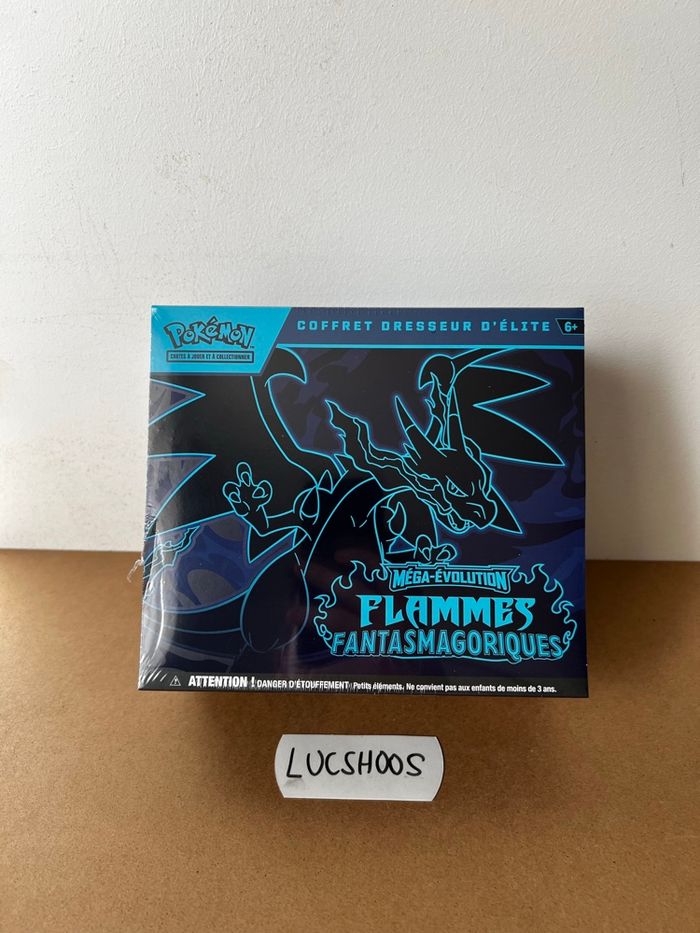 Pokémon
CARTES À JOUER ET À COLLECTIONNER
COFFRET DRESSEUR D'ÉLITE 6+
MÉGA-ÉVOLUTION
FLAMMES
FANTASMAGORIQUES
ATTENTION ! DANGER D'ÉTOUFFEMENT Petits éléments. Ne convient pas aux enfants de moins de 3 ans.
LUCSHOOS